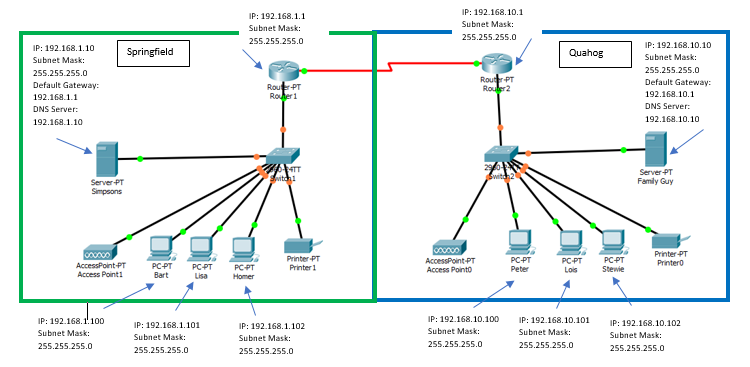 IP: 192.168.1.1
Subnet Mask:
255.255.255.0
IP: 192.168.10.1
Subnet Mask:
255.255.255.0
IP: 192.168.1.10
Subnet Mask:
255.255.255.0
Default Gateway:
192.168.1.1
DNS Server:
192.168.1.10
Springfield
Quahog
IP: 192.168.10.10
Subnet Mask:
255.255.255.0
Default Gateway:
192.168.10.1
DNS Server:
192.168.10.10
Router-PT
Router1
Router-PT
Router2
Server-PT
Simpsons
2960-24TT
Switch1
2960-24TT
Switch2
Server-PT
Family Guy
AccessPoint-PT
Access Point1
PC-PT
Bart
PC-PT
Lisa
PC-PT
Homer
Printer-PT
Printer1
AccessPoint-PT
Access Point0
PC-PT
Peter
PC-PT
Lois
PC-PT
Stewie
Printer-PT
Printer0
IP: 192.168.1.100
Subnet Mask:
255.255.255.0
IP: 192.168.1.101
Subnet Mask:
255.255.255.0
IP: 192.168.1.102
Subnet Mask:
255.255.255.0
IP: 192.168.10.100
Subnet Mask:
255.255.255.0
IP: 192.168.10.101
Subnet Mask:
255.255.255.0
IP: 192.168.10.102
Subnet Mask:
255.255.255.0